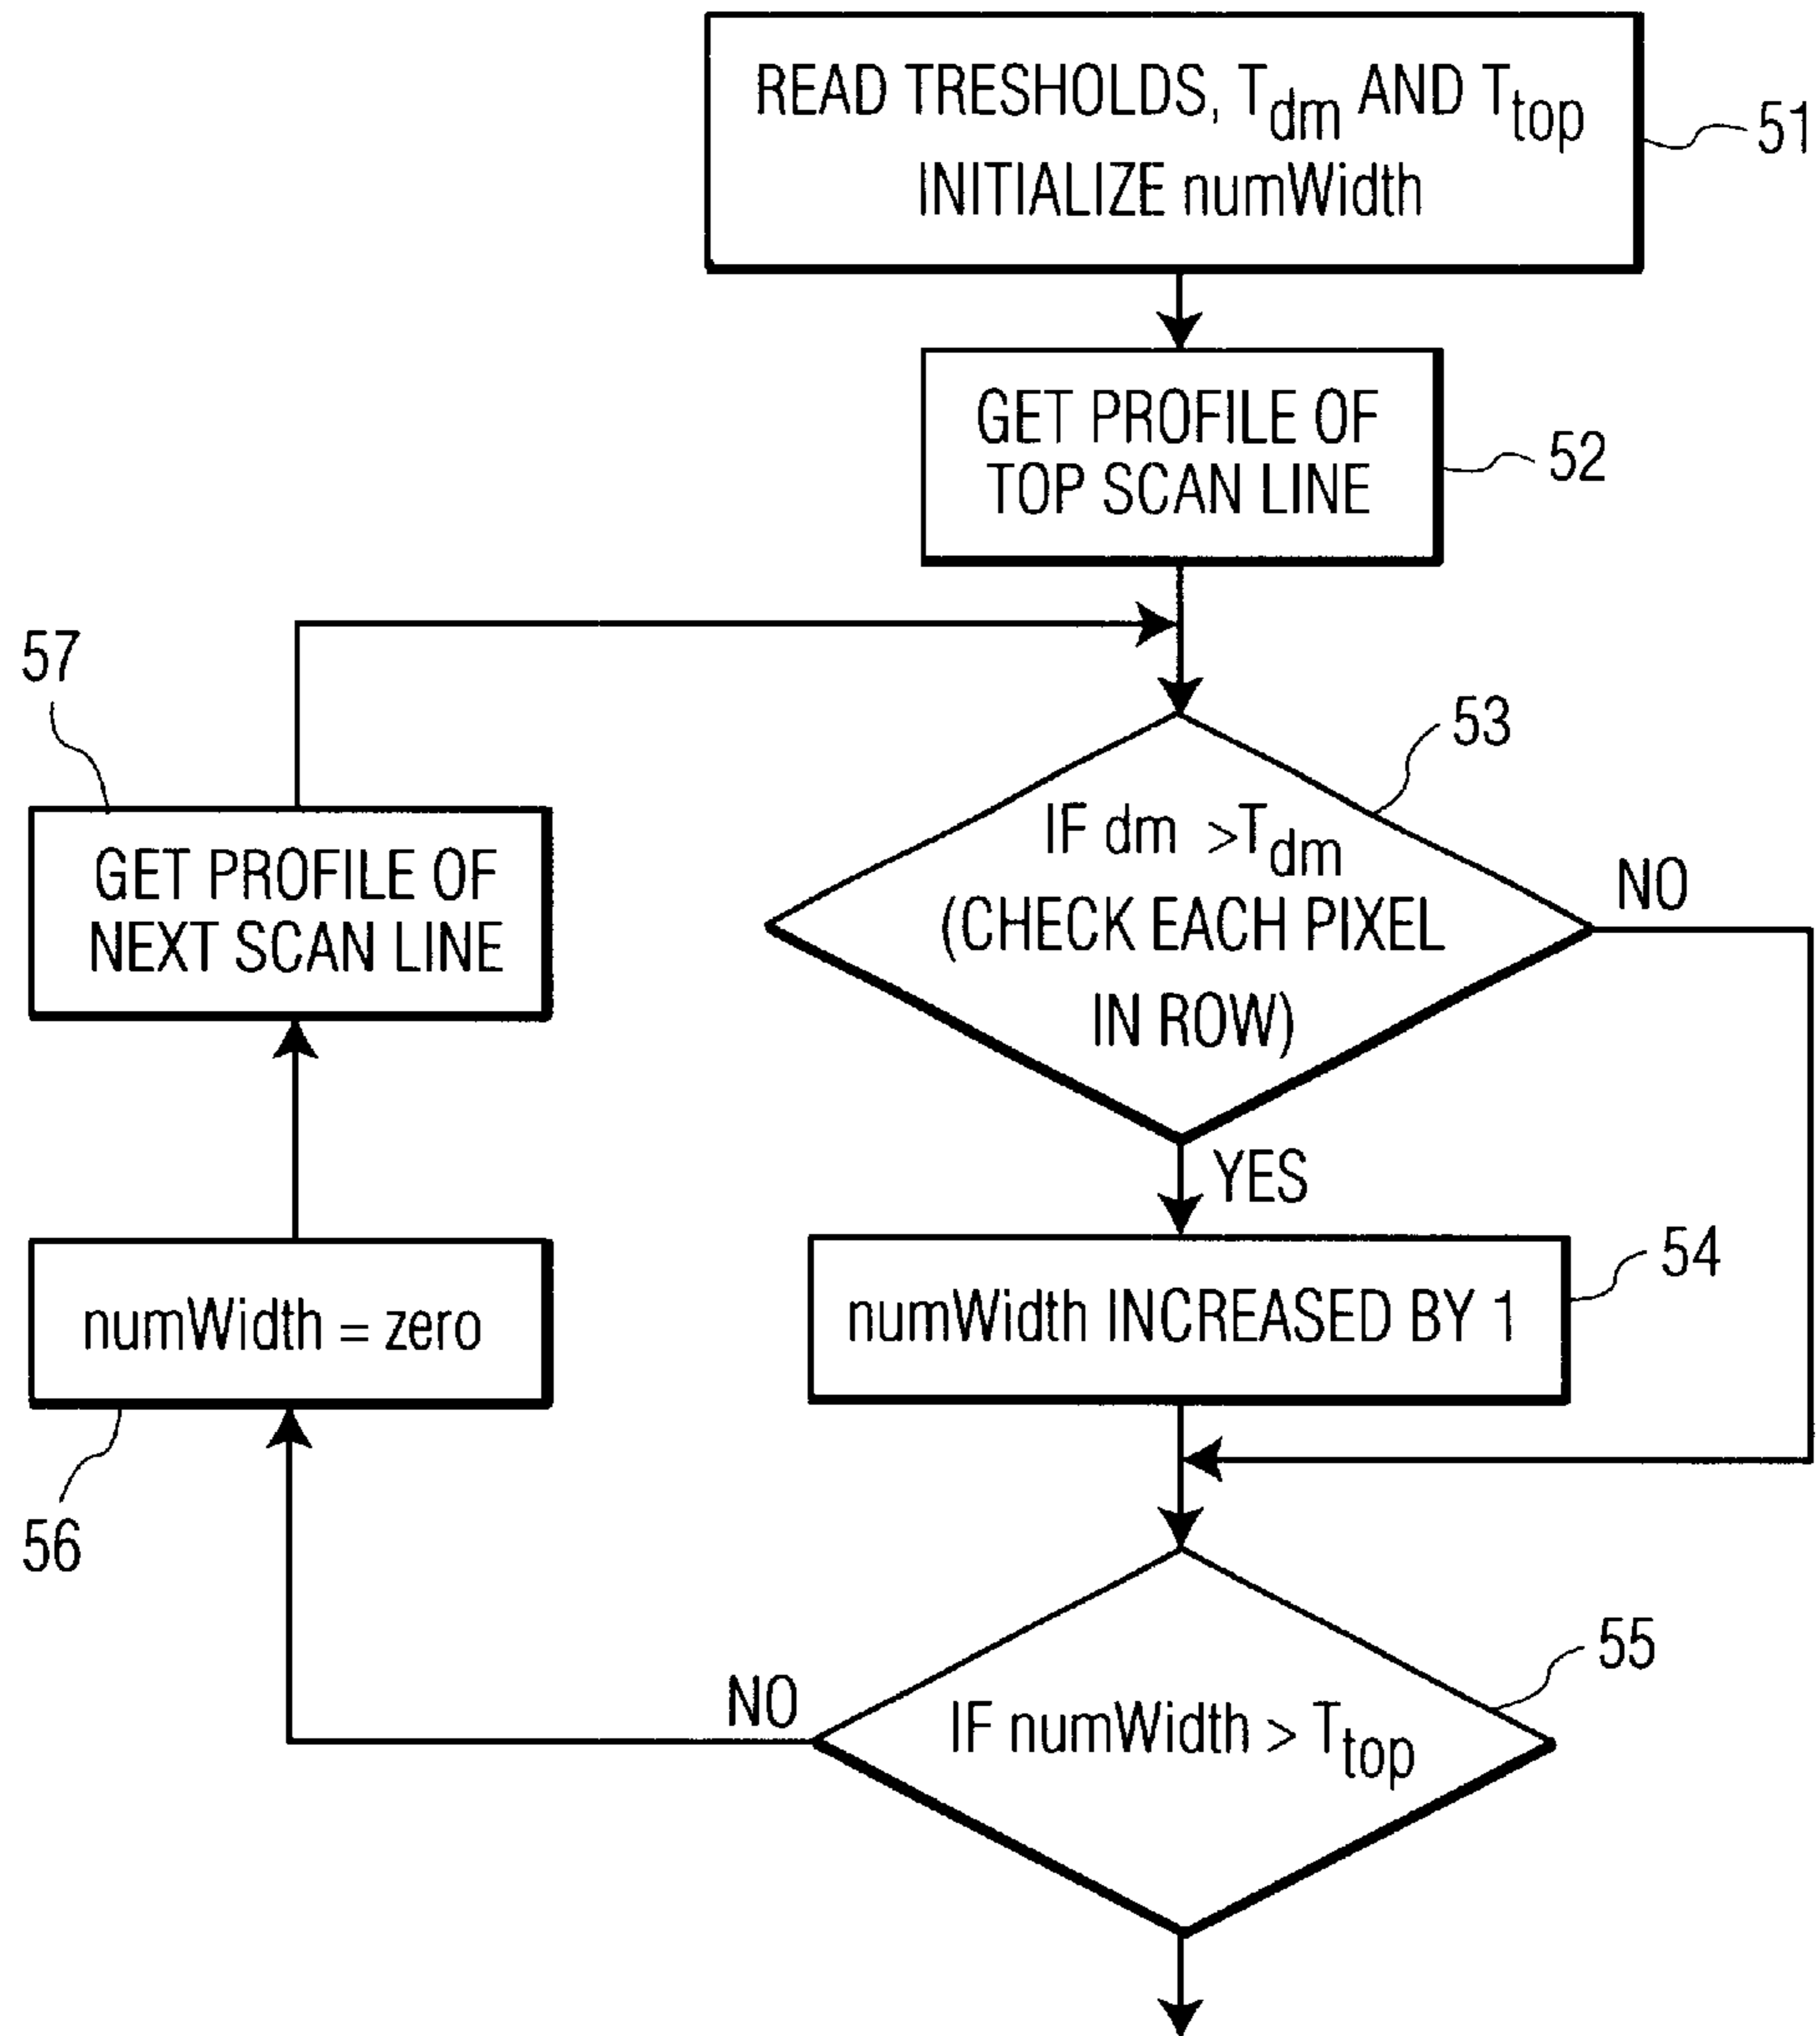 READ TRESHOLDS, Tdm AND Ttop
INITIALIZE numWidth
51
GET PROFILE OF
TOP SCAN LINE
52
57
GET PROFILE OF
NEXT SCAN LINE
53
IF dm >Tdm
(CHECK EACH PIXEL
IN ROW)
NO
YES
54
numWidth INCREASED BY 1
numWidth = zero
56
55
NO
IF numWidth > Ttop